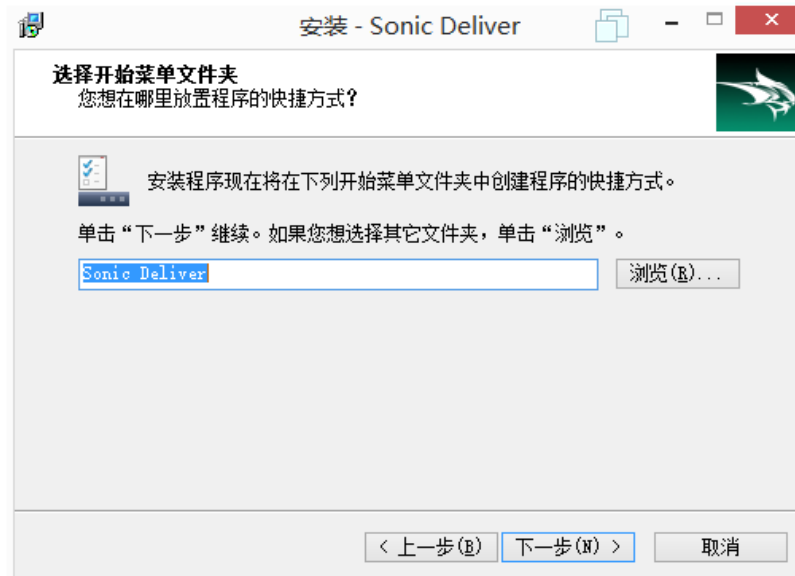 安装 - Sonic Deliver
选择开始菜单文件夹
您想在哪里放置程序的快捷方式?
安装程序现在将在下列开始菜单文件夹中创建程序的快捷方式。
单击“下一步”继续。如果您想选择其它文件夹，单击“浏览”。
Sonic Deliver
浏览(R)...
< 上一步(B)
下一步(N) >
取消